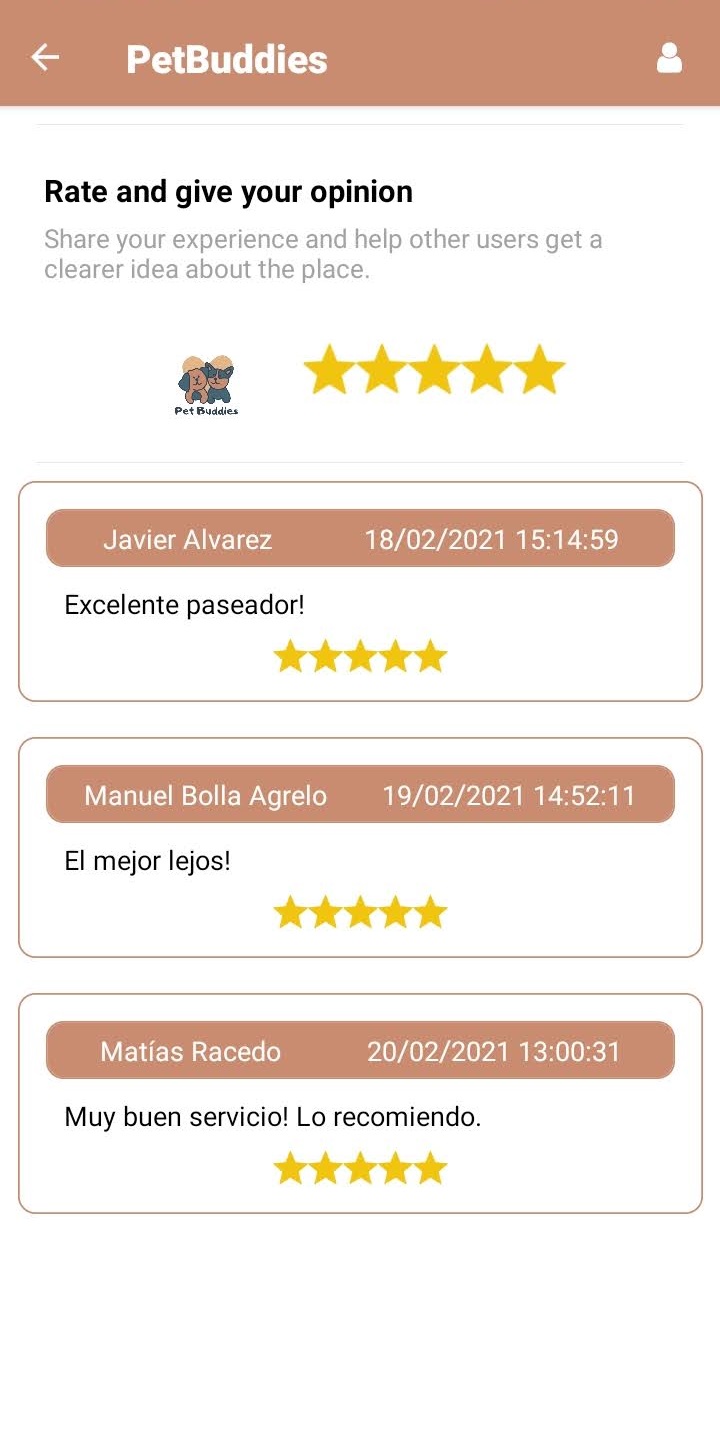 PetBuddies
Rate and give your opinion
Share your experience and help other users get a
clearer idea about the place.
Pet Buddies
Javier Alvarez 18/02/2021 15:14:59
Excelente paseador!
Manuel Bolla Agrelo 19/02/2021 14:52:11
El mejor lejos!
Matías Racedo 20/02/2021 13:00:31
Muy buen servicio! Lo recomiendo.